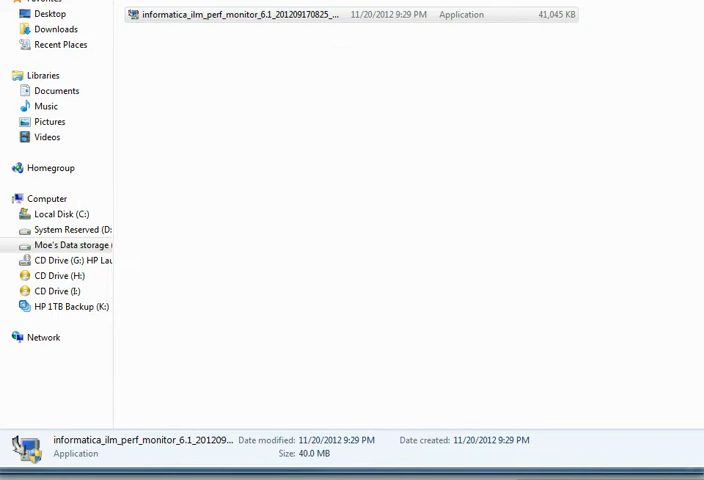 Favorites
informatica_ilm_perf_monitor_6.1_201209170825_... 11/20/2012 9:29 PM Application 41,045 KB
Desktop
Downloads
Recent Places
Libraries
Documents
Music
Pictures
Videos
Homegroup
Computer
Local Disk (C:)
System Reserved (D:
Moe's Data storage (
CD Drive (G:) HP Lau
CD Drive (H:)
CD Drive (I:)
HP 1TB Backup (K:)
Network
informatica_ilm_perf_monitor_6.1_201209... Date modified: 11/20/2012 9:29 PM Date created: 11/20/2012 9:29 PM
Application Size: 40.0 MB